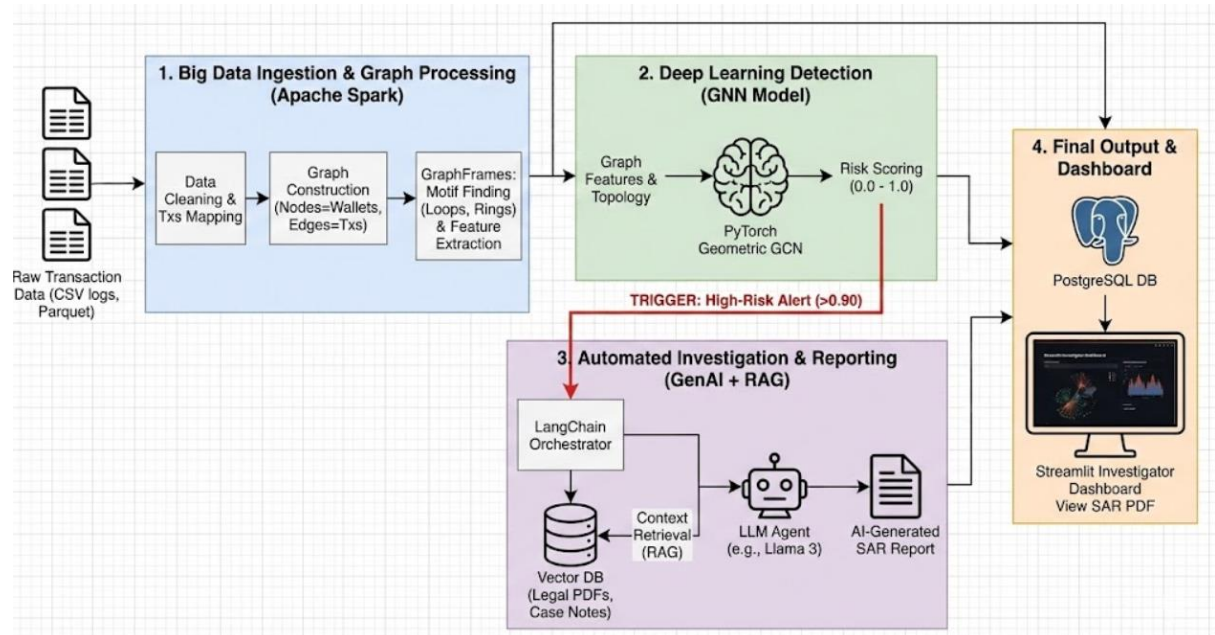 1. Big Data Ingestion & Graph Processing
(Apache Spark)
Raw Transaction
Data (CSV logs,
Parquet)
Data
Cleaning &
Txs Mapping
Graph
Construction
(Nodes=Wallets,
Edges=Txs)
GraphFrames:
Motif Finding
(Loops, Rings)
& Feature
Extraction
2. Deep Learning Detection
(GNN Model)
Graph
Features &
Topology
PyTorch
Geometric GCN
Risk Scoring
(0.0 - 1.0)
TRIGGER: High-Risk Alert (>0.90)
3. Automated Investigation & Reporting
(GenAI + RAG)
LangChain
Orchestrator
Vector DB
(Legal PDFs,
Case Notes)
Context
Retrieval
(RAG)
LLM Agent
(e.g., Llama 3)
AI-Generated
SAR Report
4. Final Output &
Dashboard
PostgreSQL DB
Streamlit Investigator
Dashboard
View SAR PDF